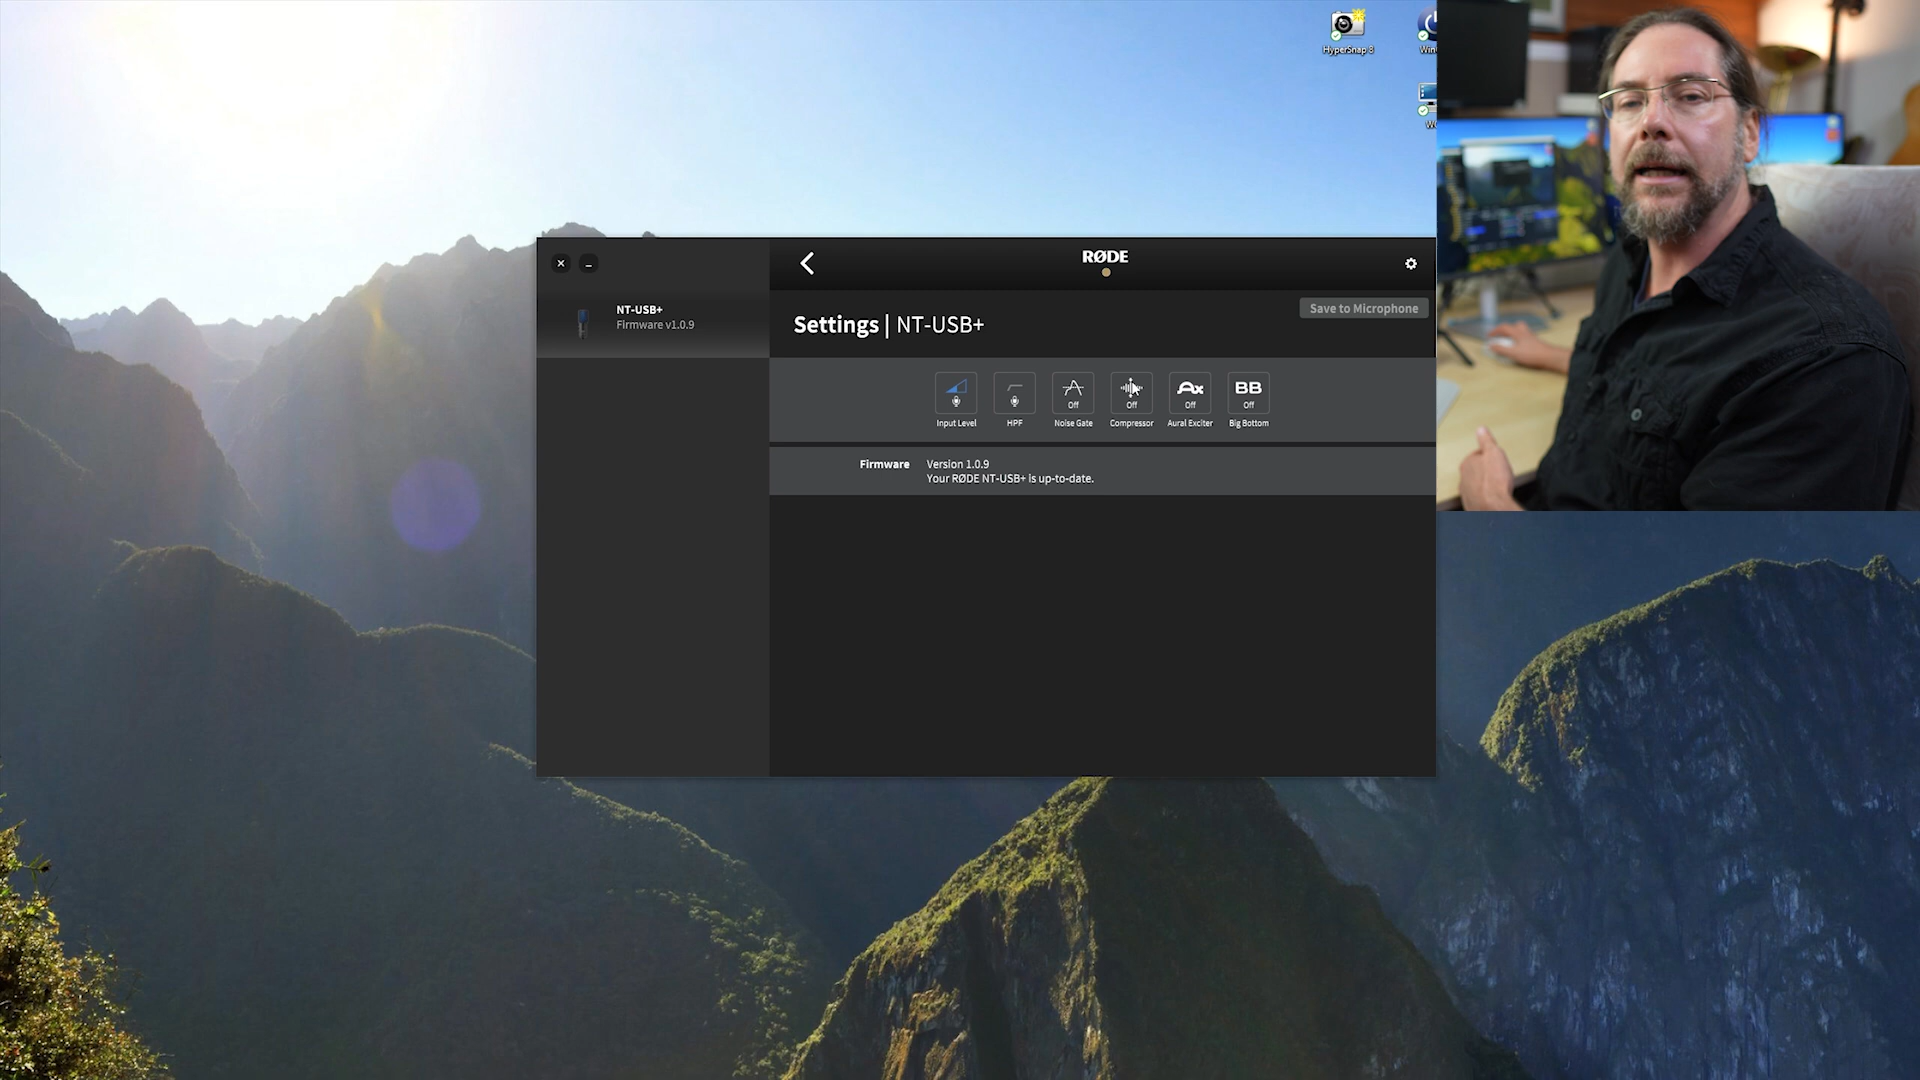 HyperSnap 8
NT-USB+
Firmware v1.0.9
RØDE
Settings | NT-USB+
Save to Microphone
Off
Off
Ax
Off
BB
Off
Input Level
HPF
Noise Gate
Compressor
Aural Exciter
Big Bottom
Firmware
Version 1.0.9
Your RØDE NT-USB+ is up-to-date.